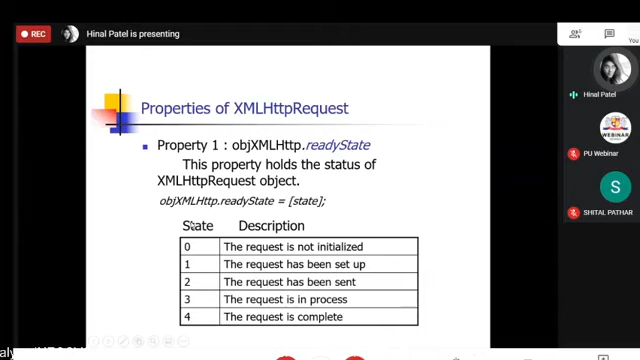 REC
Hinal Patel is presenting
You
Properties of XMLHttpRequest
Property 1 : objXMLHttp.readyState
This property holds the status of
XMLHttpRequest object.
objXMLHttp.readyState = [state];
State Description
0 The request is not initialized
1 The request has been set up
2 The request has been sent
3 The request is in process
4 The request is complete
Hinal Patel
PU Webinar
S
SHITAL PATHAR